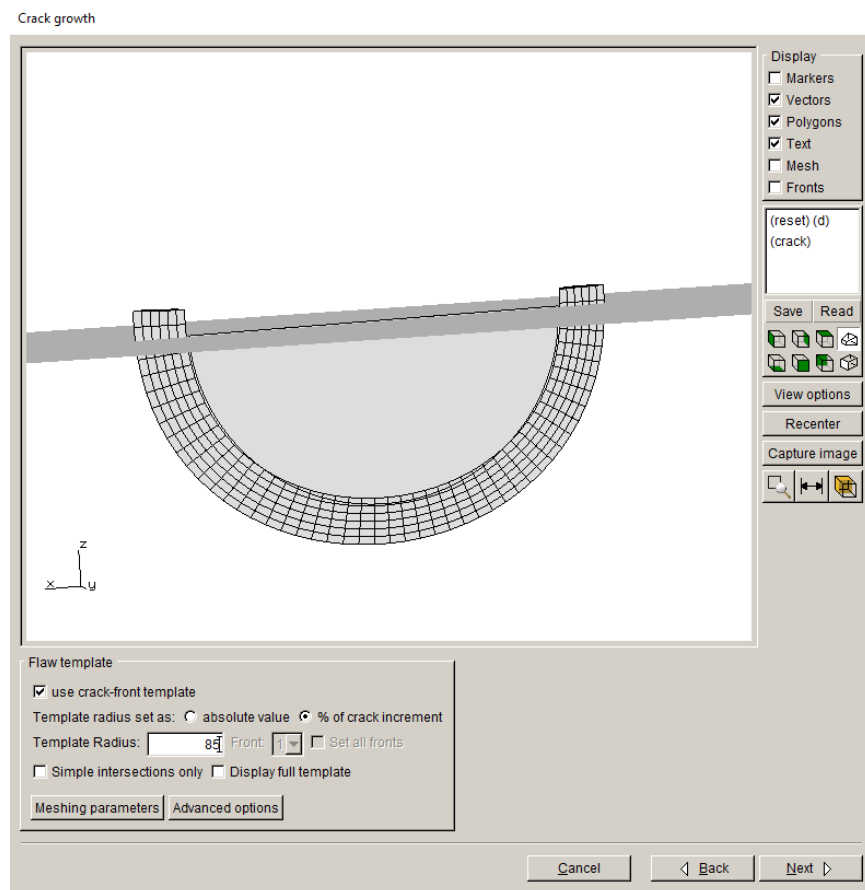 Crack growth
Display
Markers
Vectors
Polygons
Text
Mesh
Fronts
(reset) (d)
(crack)
Save Read
View options
Recenter
Capture image
z
x y
Flaw template
use crack-front template
Template radius set as: absolute value % of crack increment
Template Radius: 85 Front: 1 Set all fronts
Simple intersections only Display full template
Meshing parameters Advanced options
Cancel Back Next